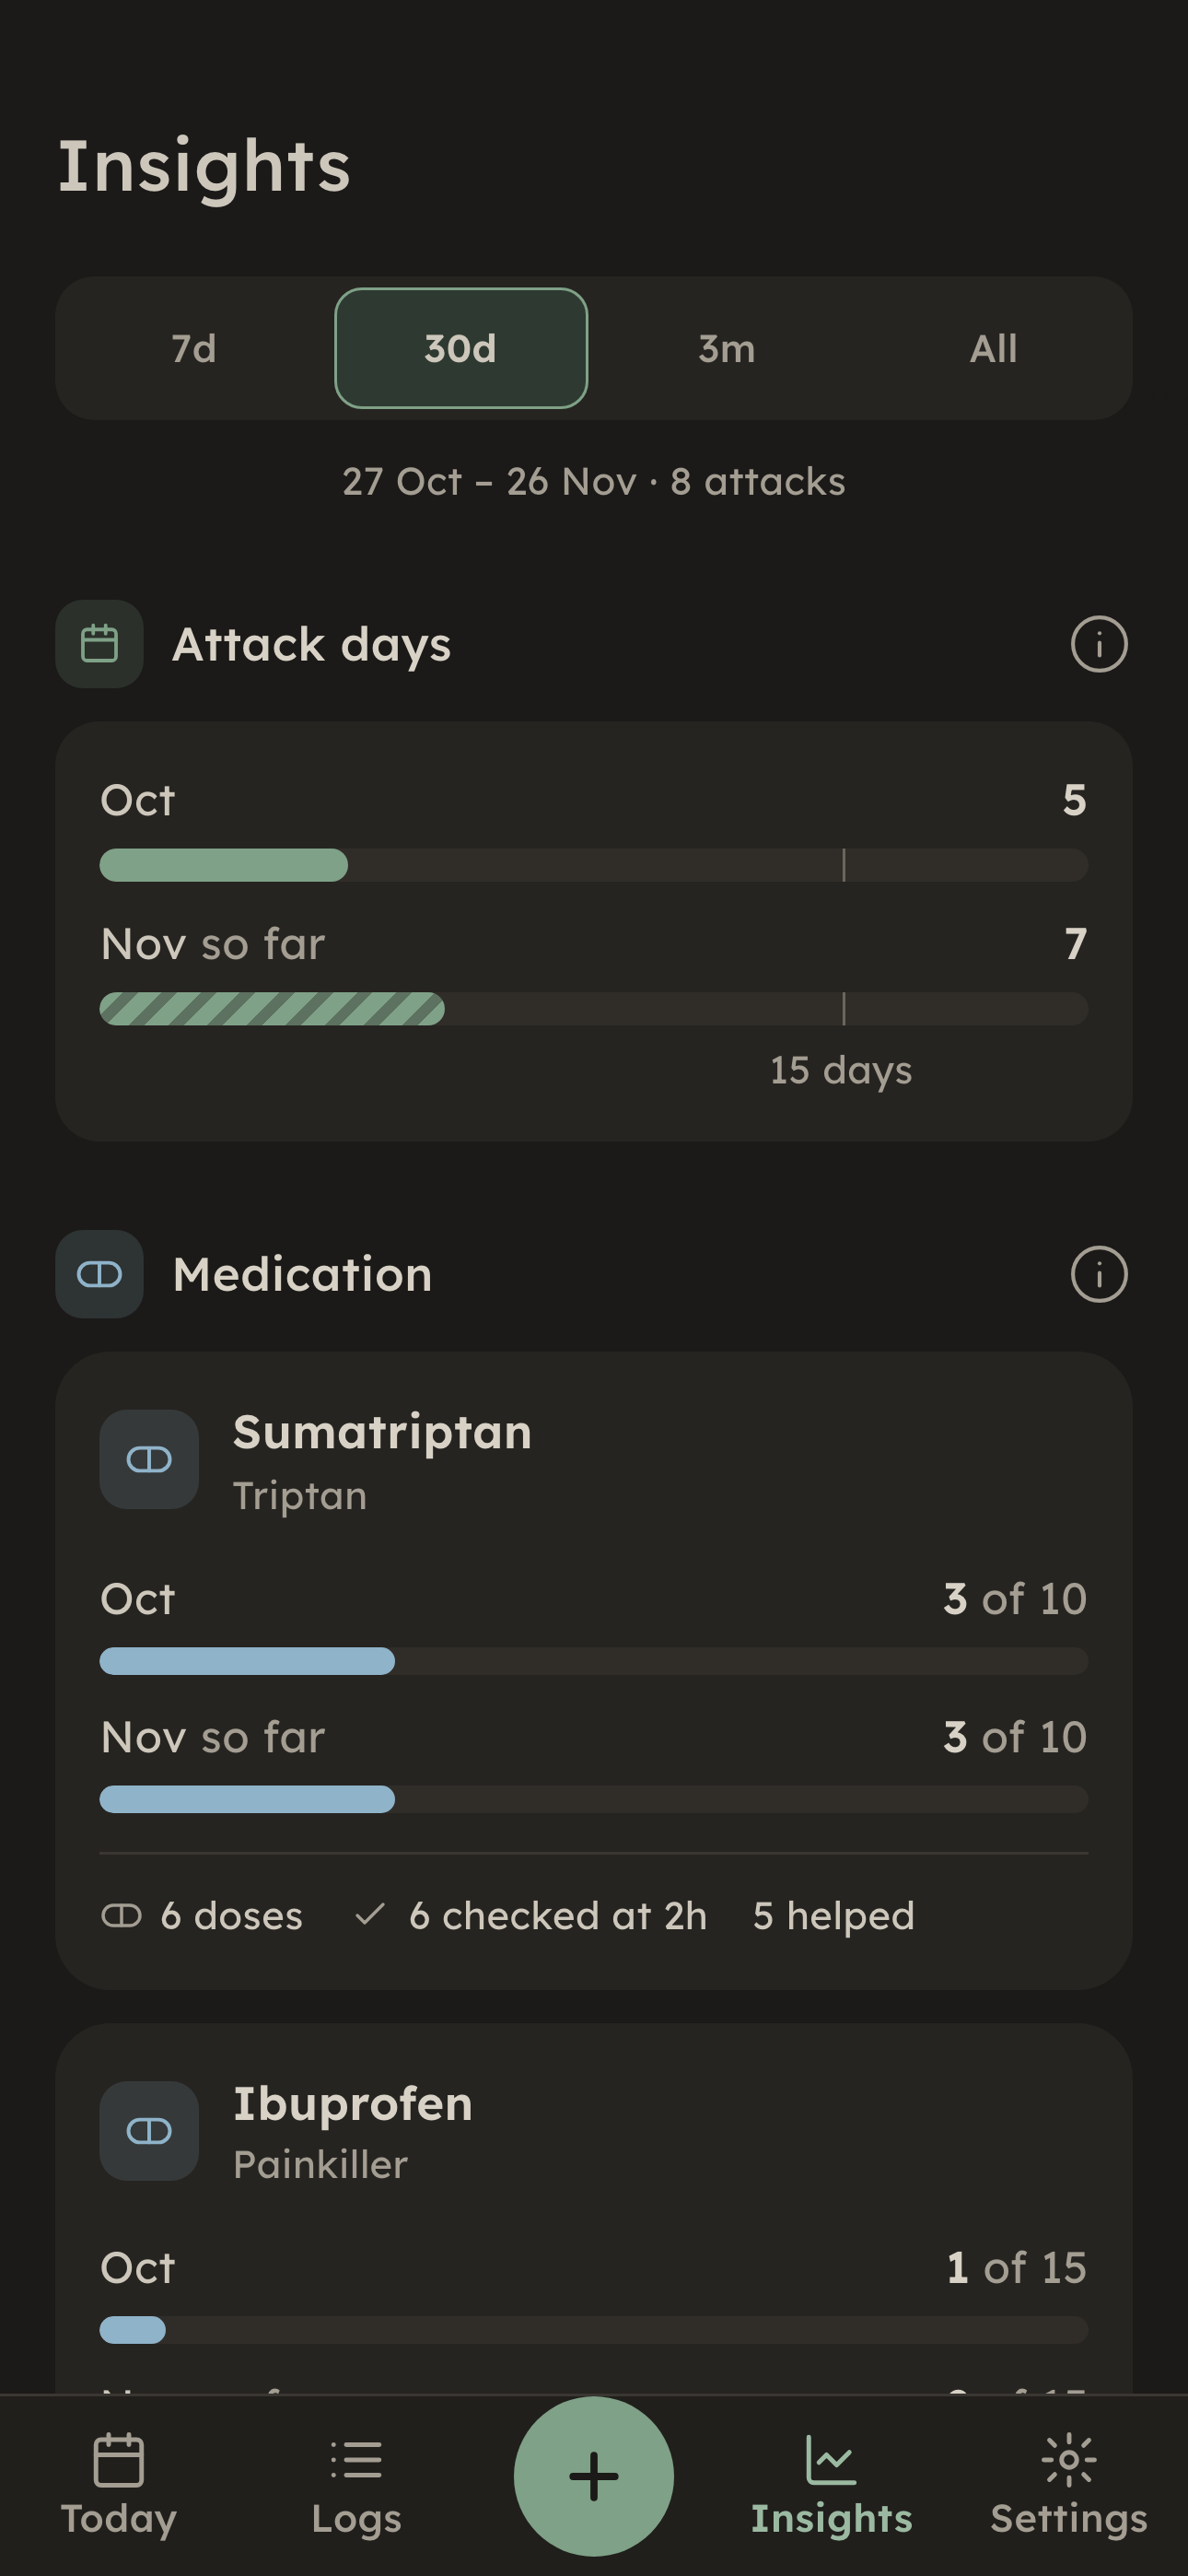 Insights
7d 30d 3m All
27 Oct – 26 Nov · 8 attacks
Attack days
Oct 5
Nov so far 7
15 days
Medication
Sumatriptan
Triptan
Oct 3 of 10
Nov so far 3 of 10
6 doses 6 checked at 2h 5 helped
Ibuprofen
Painkiller
Oct 1 of 15
Today Logs Insights Settings